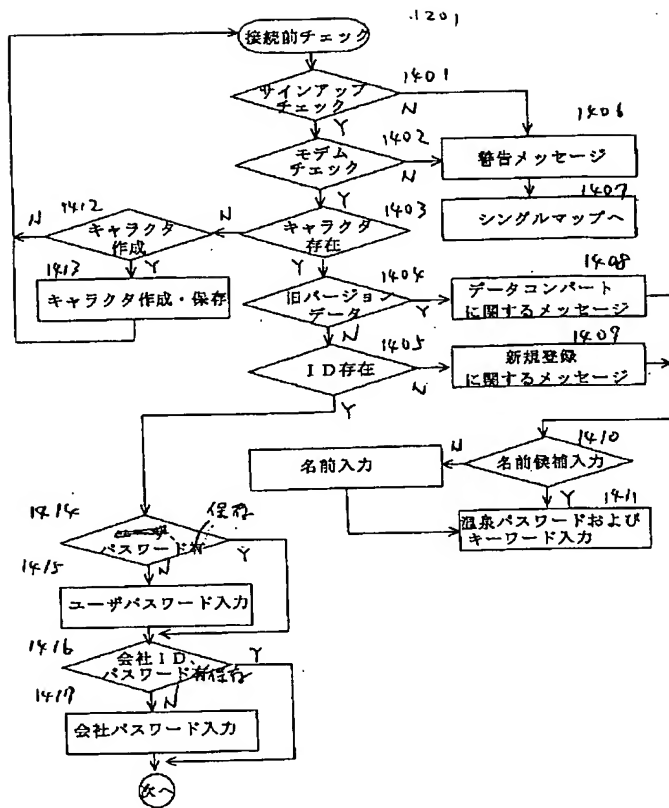 1201
接続前チェック
1401
サインアップ
チェック
N
1406
Y
1402
モデム
チェック
N
警告メッセージ
1407
シングルマップへ
Y
1403
N
1412
キャラクタ
作成
N
キャラクタ
存在
1413
Y
キャラクタ作成・保存
Y
1404
旧バージョン
データ
Y
1408
データコンバート
に関するメッセージ
N
1405
ID存在
N
1409
新規登録
に関するメッセージ
Y
1410
名前入力
N
名前候補入力
Y
1411
温泉パスワードおよび
キーワード入力
1414
保存
パスワード有
Y
1415
N
ユーザパスワード入力
1416
会社ID、
パスワード保存
Y
1417
N
会社パスワード入力
次へ